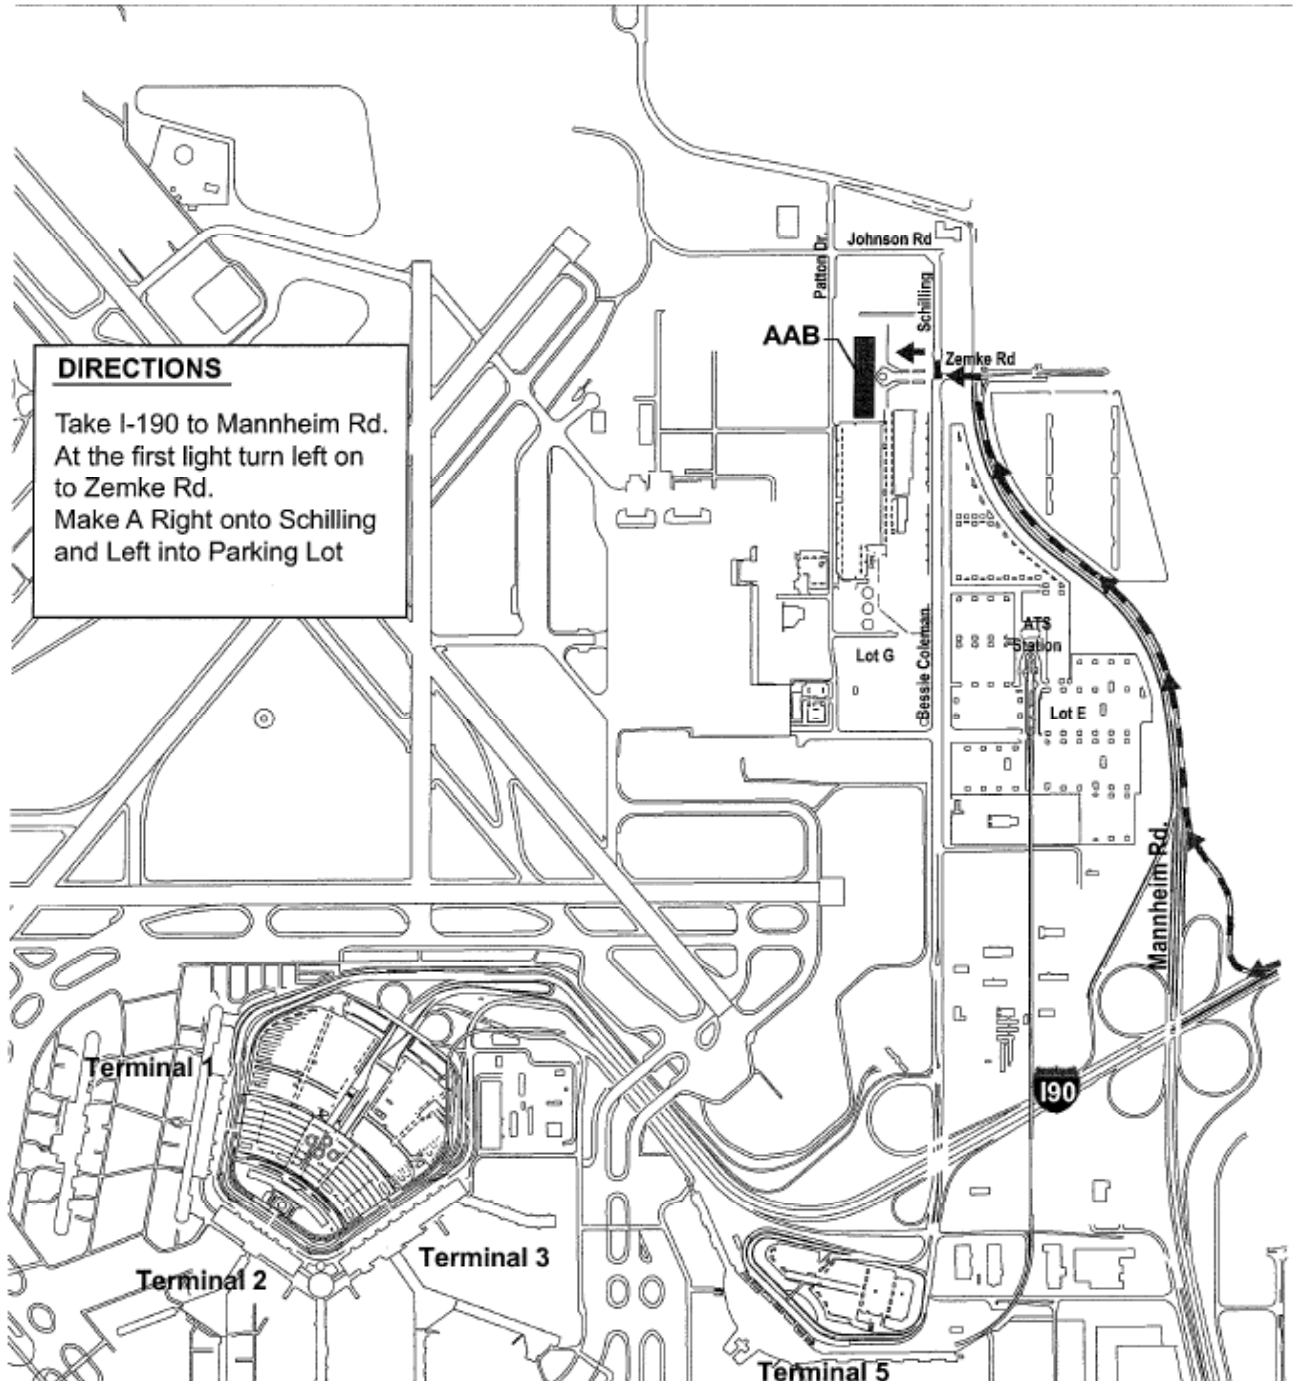 Johnson Rd
Patton Dr.
Schilling
AAB
Zemke Rd
DIRECTIONS
Take I-190 to Mannheim Rd.
At the first light turn left on
to Zemke Rd.
Make A Right onto Schilling
and Left into Parking Lot
ATS
Station
Lot G
Bessie Coleman
Lot E
Mannheim Rd.
Terminal 1
I90
Terminal 3
Terminal 2
Terminal 5